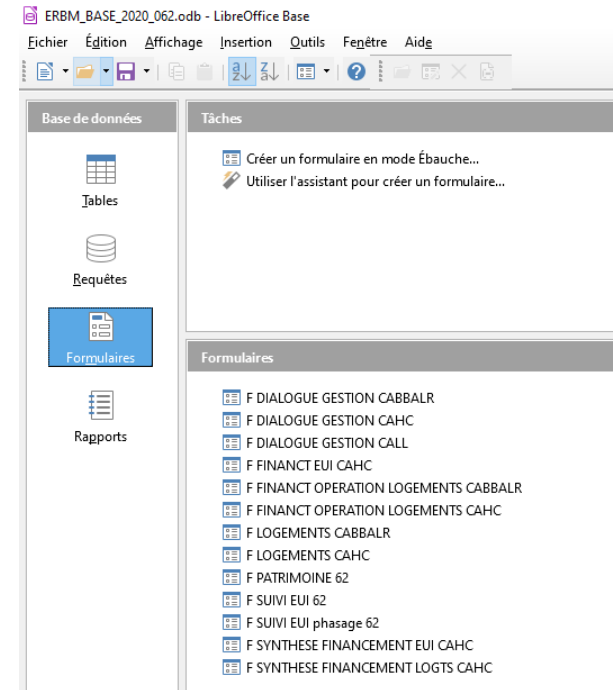 ERBM_BASE_2020_062.odb - LibreOffice Base
Fichier Édition Affichage Insertion Outils Fenêtre Aide
Base de données
Tâches
Créer un formulaire en mode Ébauche...
Utiliser l'assistant pour créer un formulaire...
Tables
Requêtes
Formulaires
Rapports
Formulaires
F DIALOGUE GESTION CABBALR
F DIALOGUE GESTION CAHC
F DIALOGUE GESTION CALL
F FINANCT EUI CAHC
F FINANCT OPERATION LOGEMENTS CABBALR
F FINANCT OPERATION LOGEMENTS CAHC
F LOGEMENTS CABBALR
F LOGEMENTS CAHC
F PATRIMOINE 62
F SUIVI EUI 62
F SUIVI EUI phasage 62
F SYNTHESE FINANCEMENT EUI CAHC
F SYNTHESE FINANCEMENT LOGTS CAHC